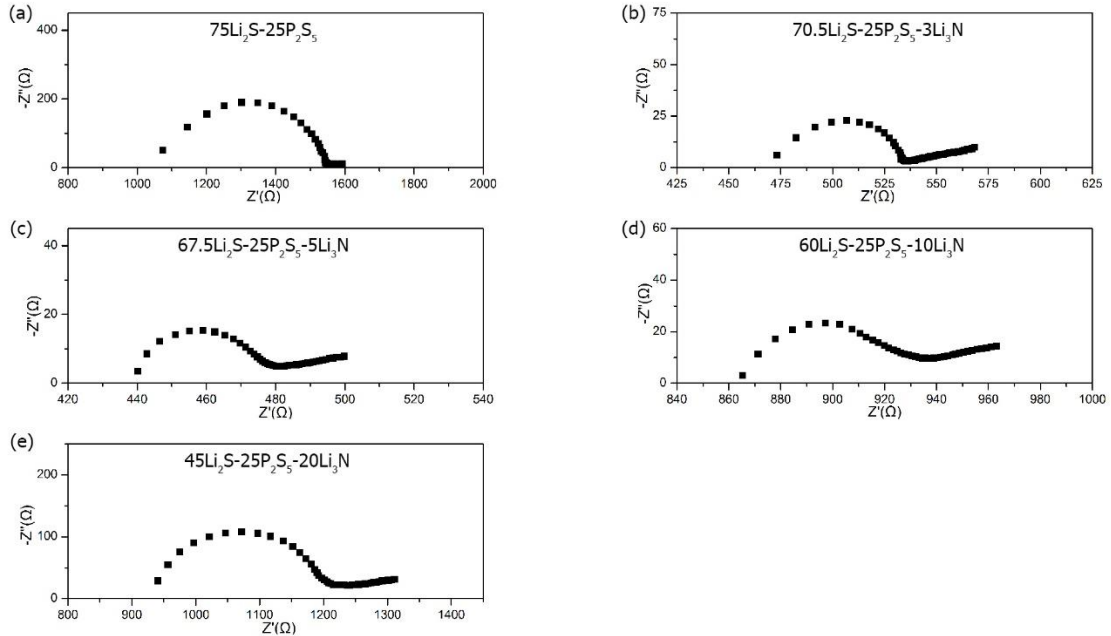 (a)
75Li₂S-25P₂S₅
-Z''(Ω)
400
200
0
800 1000 1200 1400 1600 1800 2000
Z'(Ω)
(b)
70.5Li₂S-25P₂S₅-3Li₃N
-Z''(Ω)
75
50
25
0
425 450 475 500 525 550 575 600 625
Z'(Ω)
(c)
67.5Li₂S-25P₂S₅-5Li₃N
-Z''(Ω)
40
20
0
420 440 460 480 500 520 540
Z'(Ω)
(d)
60Li₂S-25P₂S₅-10Li₃N
-Z''(Ω)
60
40
20
0
840 860 880 900 920 940 960 980 1000
Z'(Ω)
(e)
45Li₂S-25P₂S₅-20Li₃N
-Z''(Ω)
200
100
0
800 900 1000 1100 1200 1300 1400
Z'(Ω)